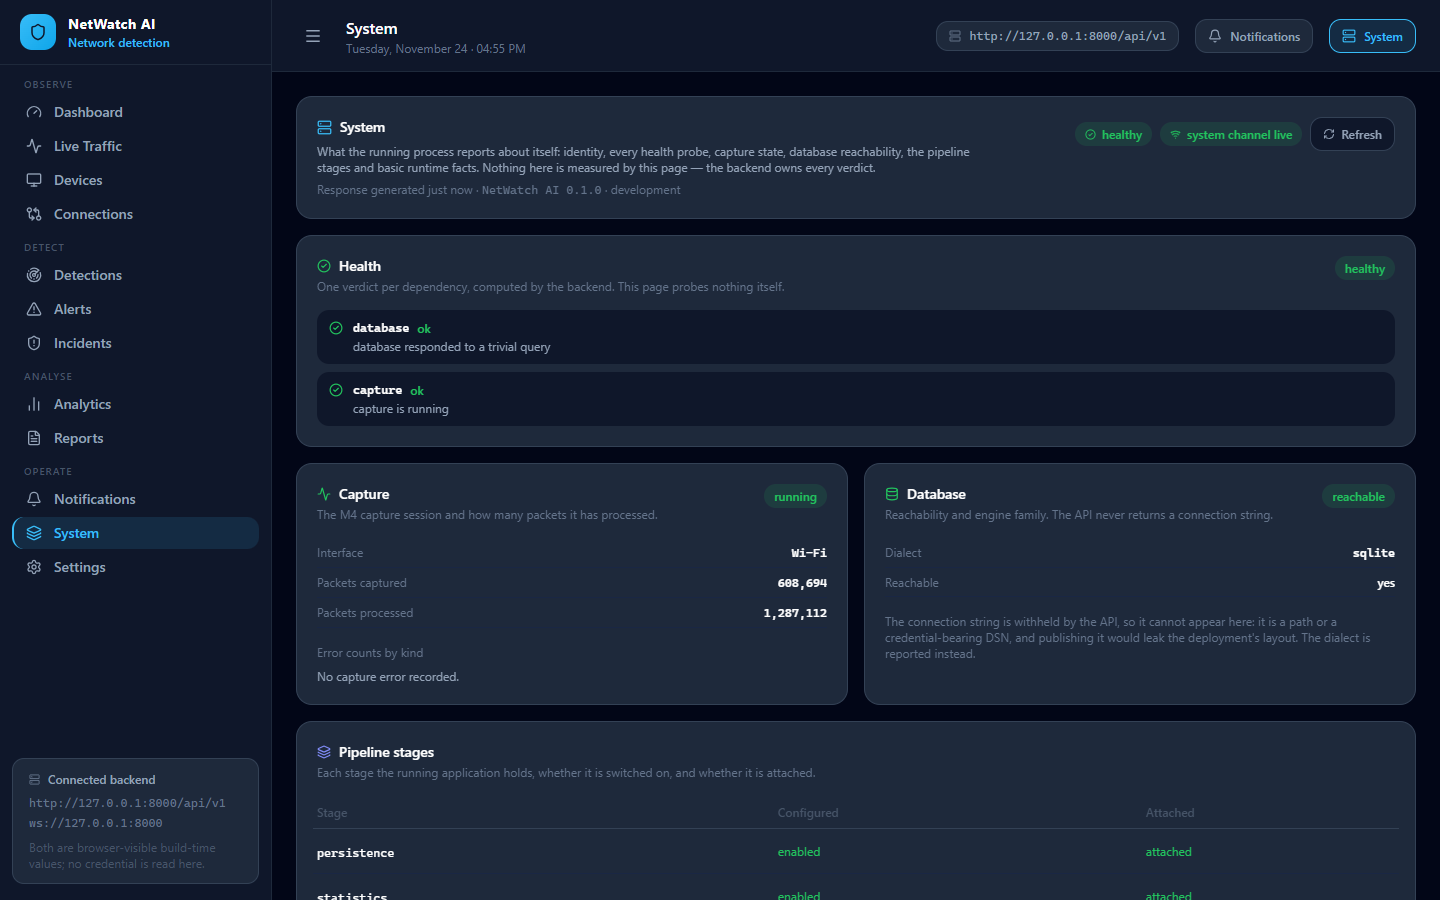 NetWatch AI
Network detection
OBSERVE
Dashboard
Live Traffic
Devices
Connections
DETECT
Detections
Alerts
Incidents
ANALYSE
Analytics
Reports
OPERATE
Notifications
System
Settings
Connected backend
http://127.0.0.1:8000/api/v1
ws://127.0.0.1:8000
Both are browser-visible build-time
values; no credential is read here.
System
Tuesday, November 24 · 04:55 PM
http://127.0.0.1:8000/api/v1
Notifications
System
System
healthy
system channel live
Refresh
What the running process reports about itself: identity, every health probe, capture state, database reachability, the pipeline
stages and basic runtime facts. Nothing here is measured by this page — the backend owns every verdict.
Response generated just now · NetWatch AI 0.1.0 · development
Health
healthy
One verdict per dependency, computed by the backend. This page probes nothing itself.
database ok
database responded to a trivial query
capture ok
capture is running
Capture
running
The M4 capture session and how many packets it has processed.
Interface Wi-Fi
Packets captured 608,694
Packets processed 1,287,112
Error counts by kind
No capture error recorded.
Database
reachable
Reachability and engine family. The API never returns a connection string.
Dialect sqlite
Reachable yes
The connection string is withheld by the API, so it cannot appear here: it is a path or a
credential-bearing DSN, and publishing it would leak the deployment's layout. The dialect is
reported instead.
Pipeline stages
Each stage the running application holds, whether it is switched on, and whether it is attached.
Stage Configured Attached
persistence enabled attached
statistics enabled attached